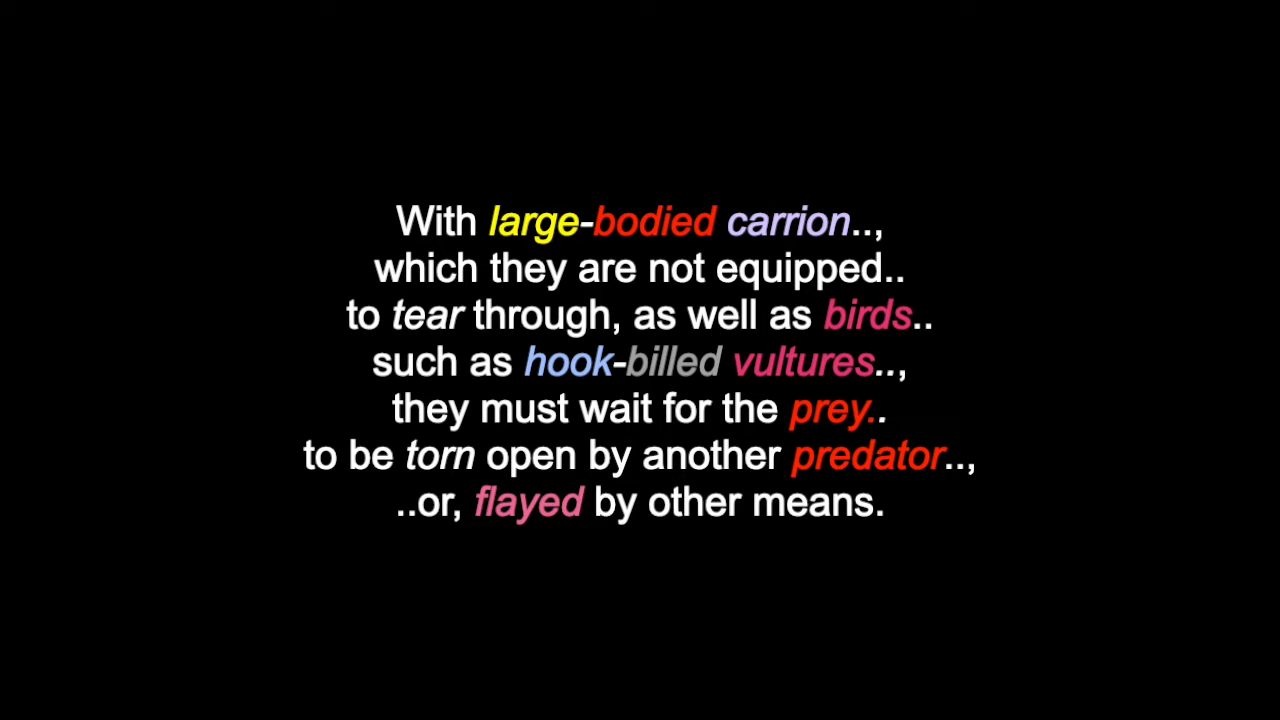 With large-bodied carrion..,
which they are not equipped..
to tear through, as well as birds..
such as hook-billed vultures..,
they must wait for the prey..
to be torn open by another predator..,
..or, flayed by other means.